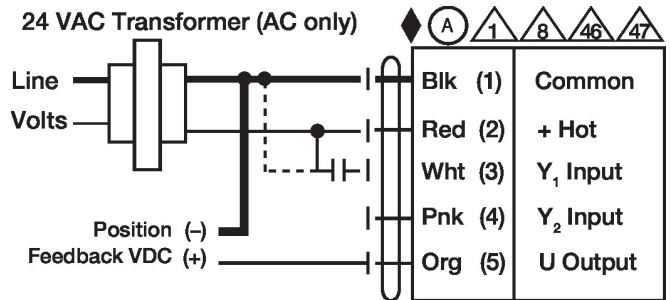 24 VAC Transformer (AC only)
A 1 8 46 47
Line
Volts
Blk (1) Common
Red (2) + Hot
Wht (3) Y₁ Input
Pnk (4) Y₂ Input
Position (–)
Feedback VDC (+)
Org (5) U Output